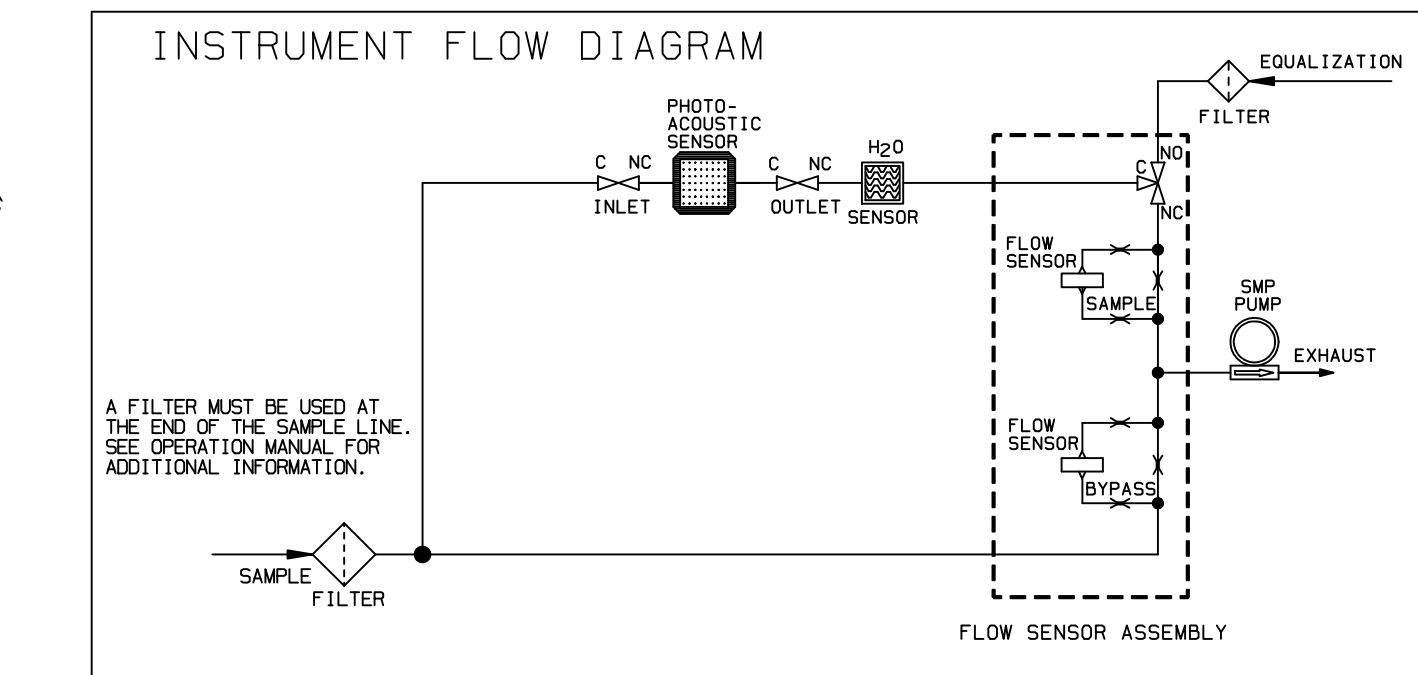 INSTRUMENT FLOW DIAGRAM
EQUALIZATION
FILTER
PHOTO-
ACOUSTIC
SENSOR
C NC
INLET
C NC
OUTLET
H2O
SENSOR
NO
C
NC
FLOW
SENSOR
SAMPLE
SMP
PUMP
EXHAUST
A FILTER MUST BE USED AT
THE END OF THE SAMPLE LINE.
SEE OPERATION MANUAL FOR
ADDITIONAL INFORMATION.
FLOW
SENSOR
BYPASS
SAMPLE
FILTER
FLOW SENSOR ASSEMBLY